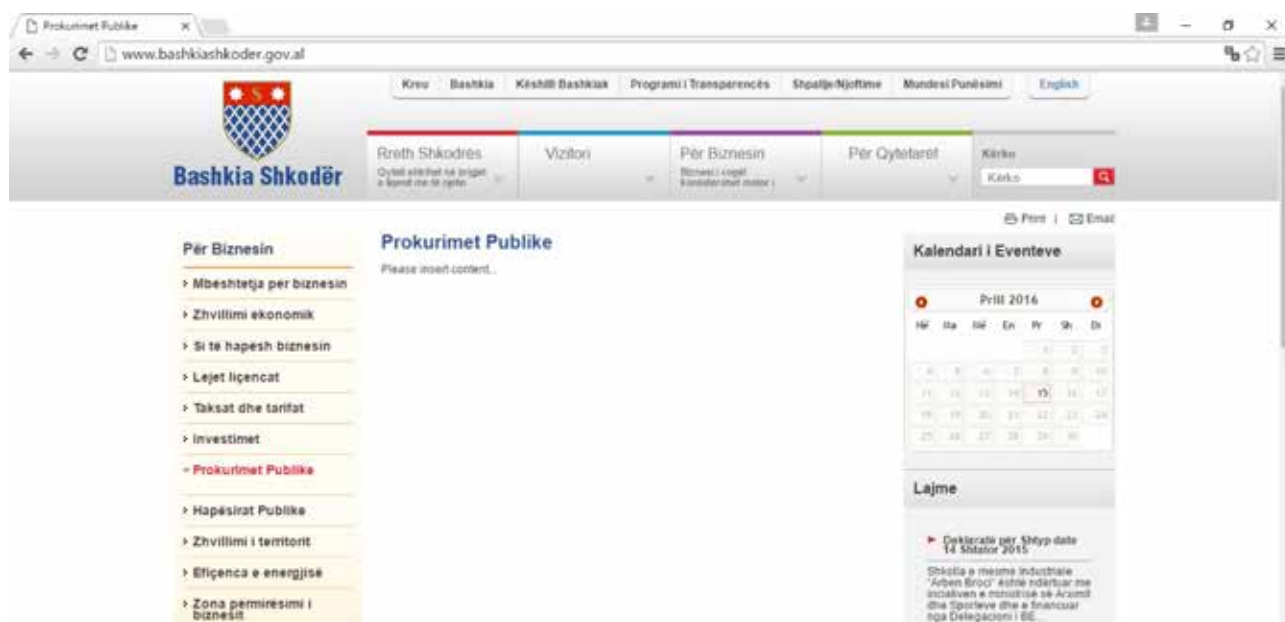 Prokurimet Publike
www.bashkiashkoder.gov.al
Kreu Bashkia Këshilli Bashkiak Programi i Transparencës Shpallje/Njoftime Mundesi Punësimi English
S
Bashkia Shkodër
Rreth Shkodres Vizitori Për Biznesin Për Qytetarët
Kërko
Kërko
Print | Email
Për Biznesin
Mbeshtetja per biznesin
Zhvillimi ekonomik
Si te hapesh biznesin
Lejet liçencat
Taksat dhe tarifat
Investimet
Prokurimet Publike
Hapësirat Publike
Zhvillimi i territorit
Efiçenca e energjisë
Zona permiresimi i
biznesit
Prokurimet Publike
Please insert content...
Kalendari i Eventeve
Prill 2016
En Pr Sh Di
15
Lajme
Deklaratë për Shtyp date
14 Shtator 2015
Shkolla e mesme Industriale
"Arben Broci" është ndërtuar me
e ministrisë së Arsimit
dhe Sporteve dhe e financuar
nga Delegacioni i BE...